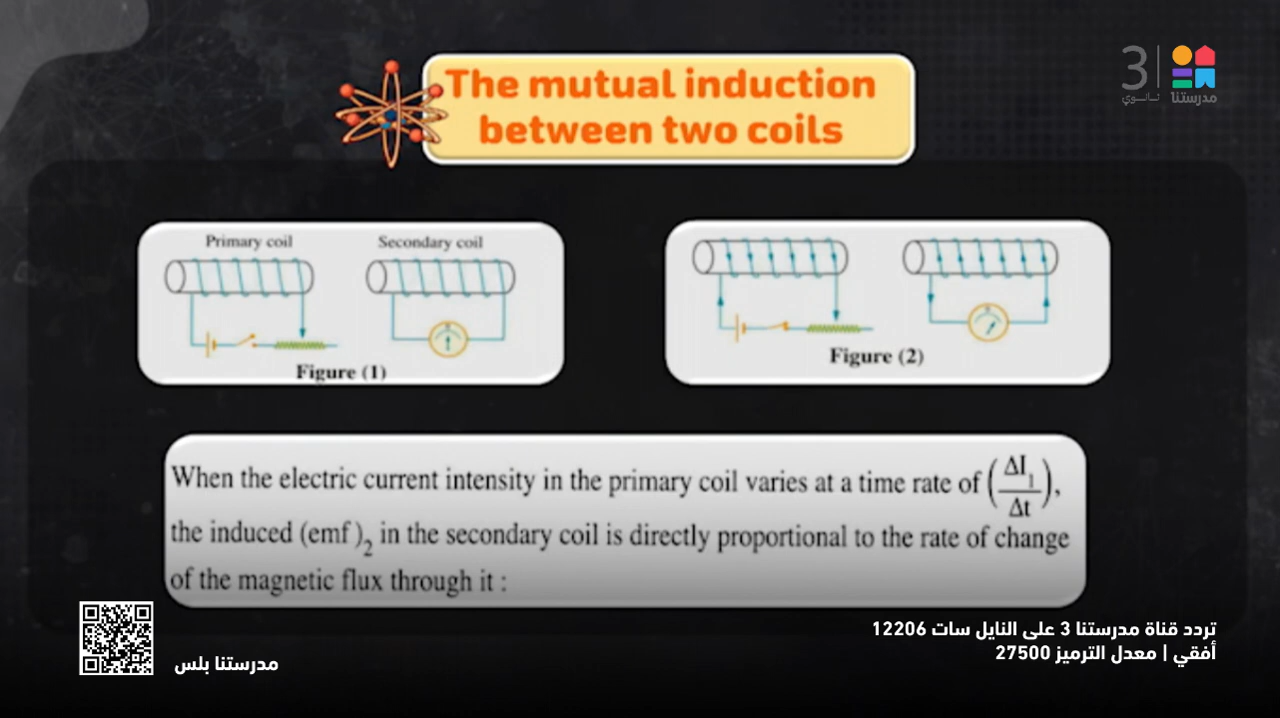 The mutual induction
between two coils
3
ثانوي
مدرستنا
Primary coil
Secondary coil
Figure (1)
Figure (2)
When the electric current intensity in the primary coil varies at a time rate of (ΔI₁/Δt),
the induced (emf)₂ in the secondary coil is directly proportional to the rate of change
of the magnetic flux through it :
تردد قناة مدرستنا 3 على النايل سات 12206
أفقي | معدل الترميز 27500
مدرستنا بلس